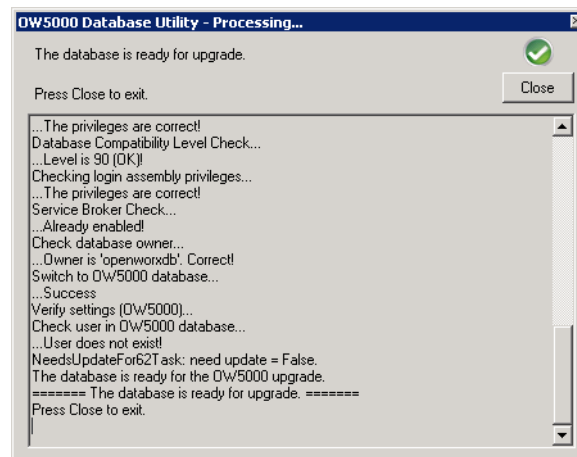 OW5000 Database Utility - Processing...
The database is ready for upgrade.
Press Close to exit.
Close
...The privileges are correct!
Database Compatibility Level Check...
...Level is 90 (OK)!
Checking login assembly privileges...
...The privileges are correct!
Service Broker Check...
...Already enabled!
Check database owner...
...Owner is 'openworxdb'. Correct!
Switch to OW5000 database...
...Success
Verify settings (OW5000)...
Check user in OW5000 database...
...User does not exist!
NeedsUpdateFor62Task: need update = False.
The database is ready for the OW5000 upgrade.
======= The database is ready for upgrade. =======
Press Close to exit.